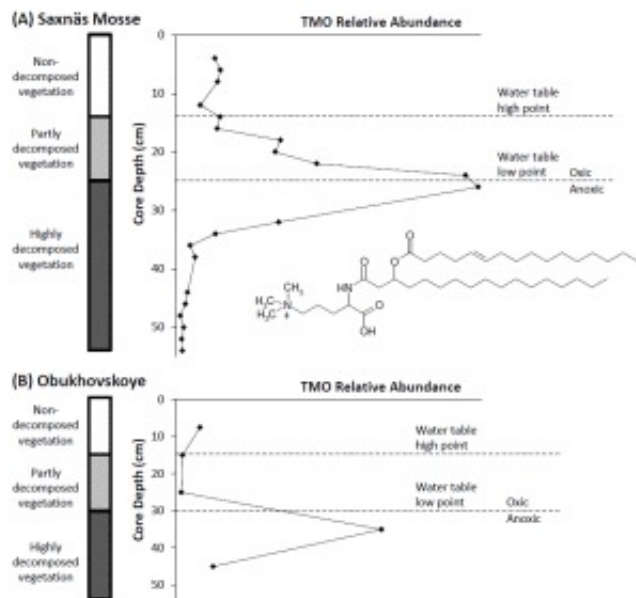 (A) Saxnäs Mosse
TMO Relative Abundance
Non-
decomposed
vegetation
Partly
decomposed
vegetation
Highly
decomposed
vegetation
Core Depth (cm)
0
10
20
30
40
50
Water table
high point
Water table
low point
Oxic
Anoxic
O
O
O
NH
CH₃
H₃C
H₃C
N
+
O
OH
(B) Obukhovskoye
TMO Relative Abundance
Non-
decomposed
vegetation
Partly
decomposed
vegetation
Highly
decomposed
vegetation
Core Depth (cm)
0
10
20
30
40
50
Water table
high point
Water table
low point
Oxic
Anoxic